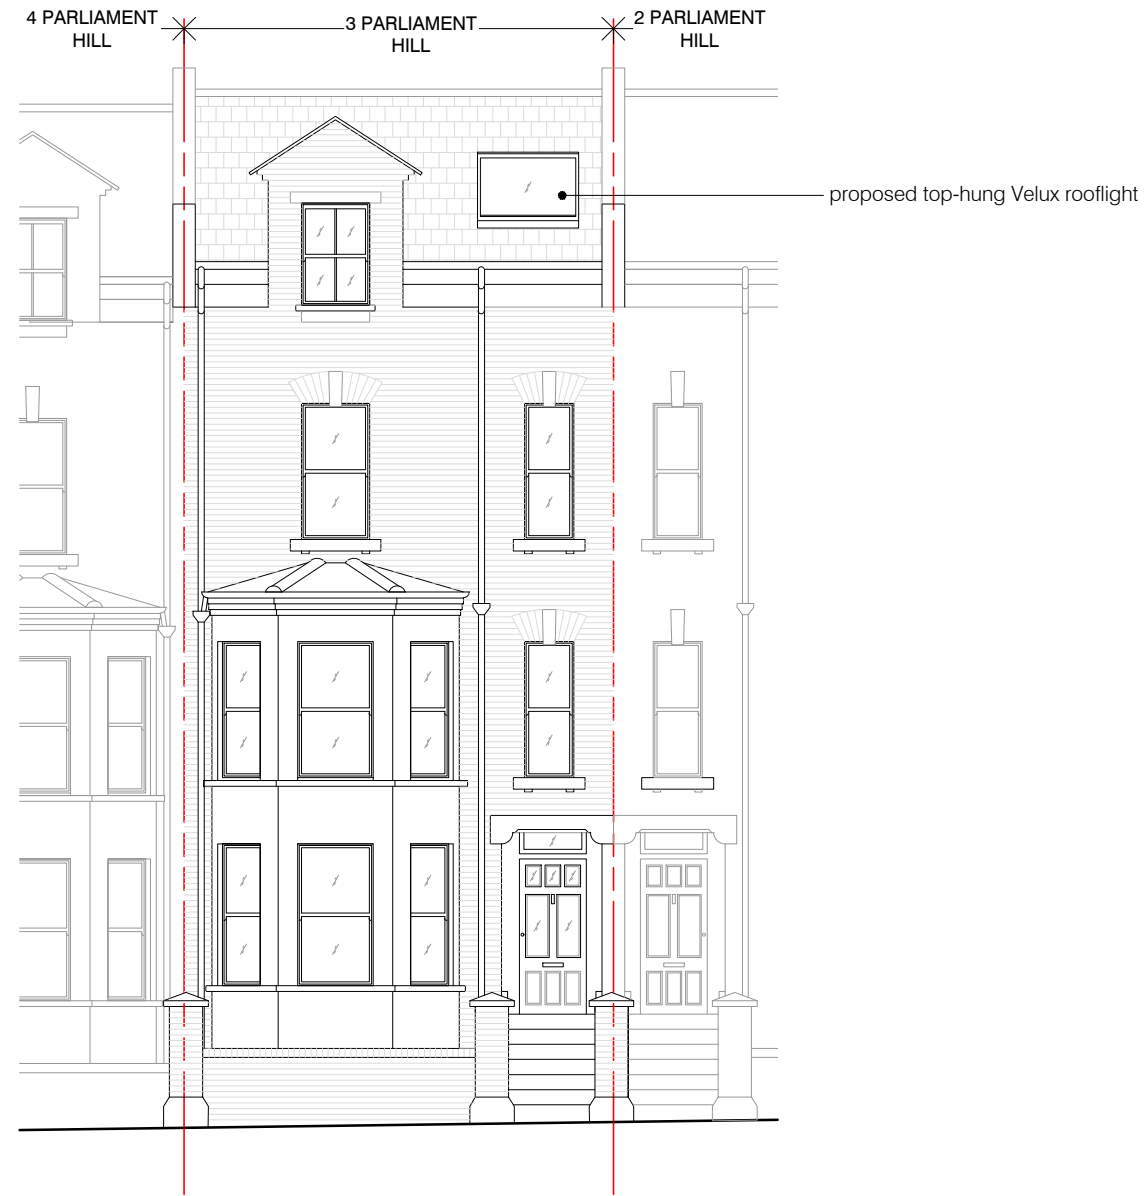 4 PARLIAMENT
HILL
3 PARLIAMENT
HILL
2 PARLIAMENT
HILL
proposed top-hung Velux rooflight